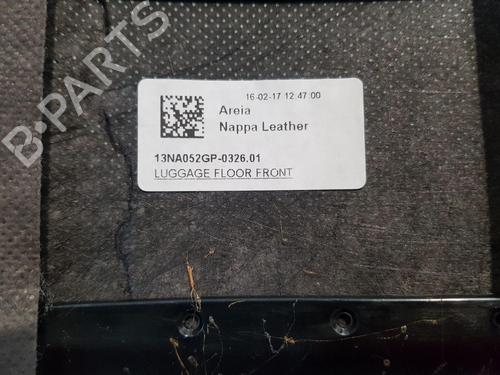 B-PARTS
16-02-17 12:47:00
Areia
Nappa Leather
13NA052GP-0326.01
LUGGAGE FLOOR FRONT